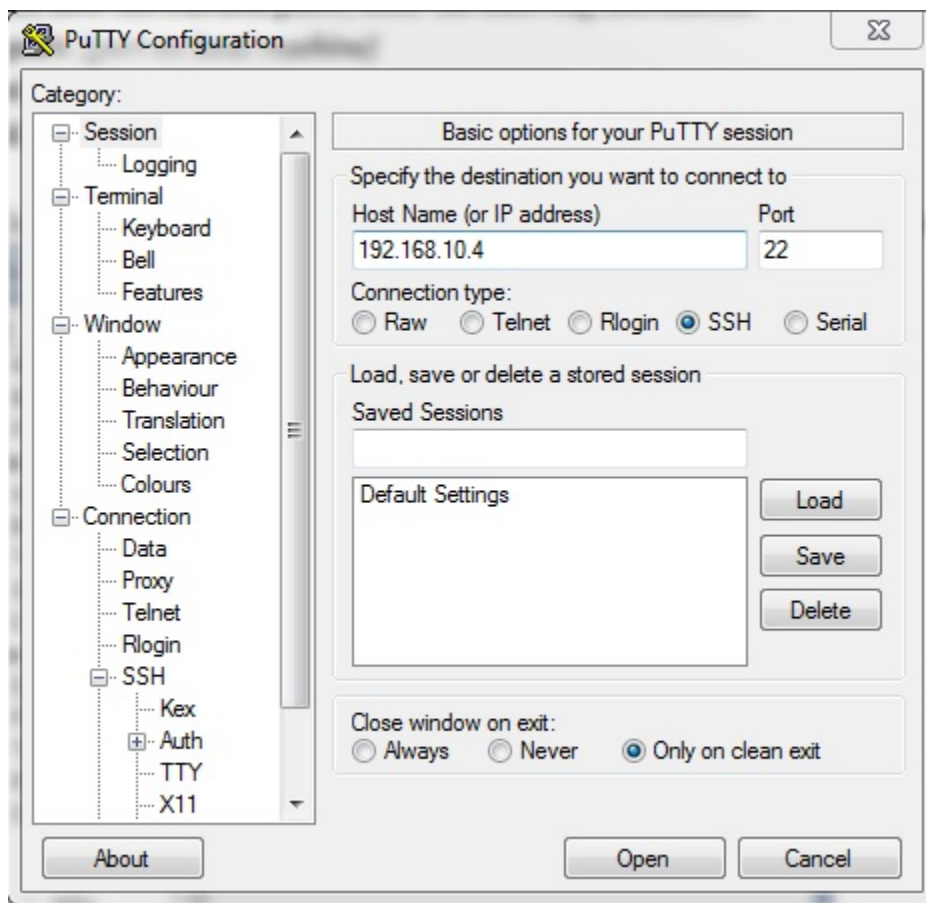 PuTTY Configuration
Category:
Session
Logging
Terminal
Keyboard
Bell
Features
Window
Appearance
Behaviour
Translation
Selection
Colours
Connection
Data
Proxy
Telnet
Rlogin
SSH
Kex
Auth
TTY
X11
Basic options for your PuTTY session
Specify the destination you want to connect to
Host Name (or IP address) Port
192.168.10.4 22
Connection type:
Raw Telnet Rlogin SSH Serial
Load, save or delete a stored session
Saved Sessions
Default Settings
Load
Save
Delete
Close window on exit:
Always Never Only on clean exit
About Open Cancel